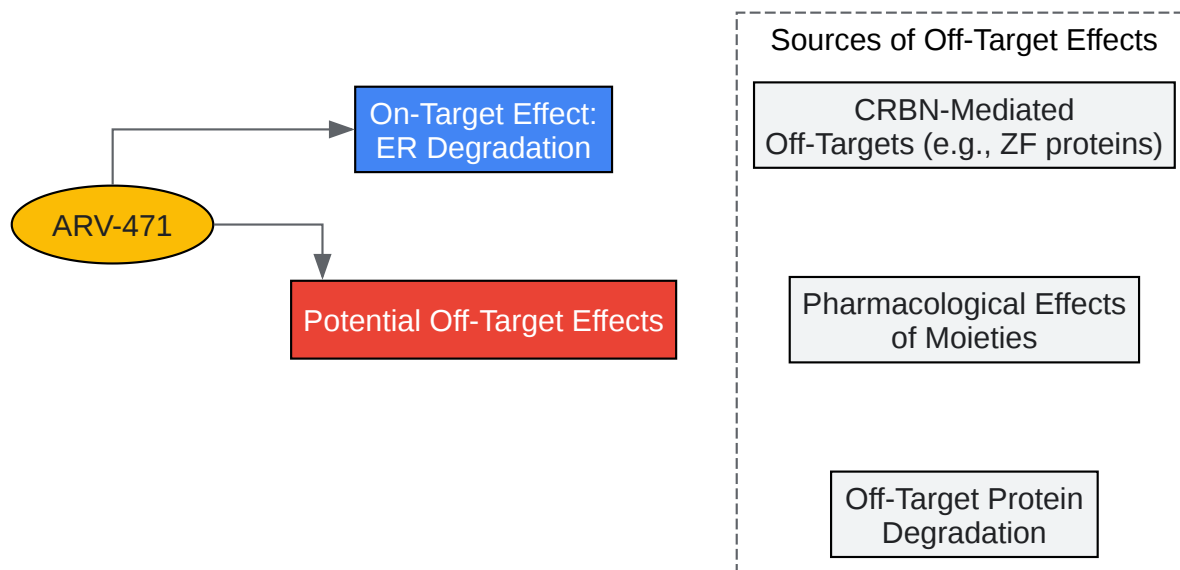 ARV-471
On-Target Effect:
ER Degradation
Potential Off-Target Effects
Sources of Off-Target Effects
CRBN-Mediated
Off-Targets (e.g., ZF proteins)
Pharmacological Effects
of Moieties
Off-Target Protein
Degradation